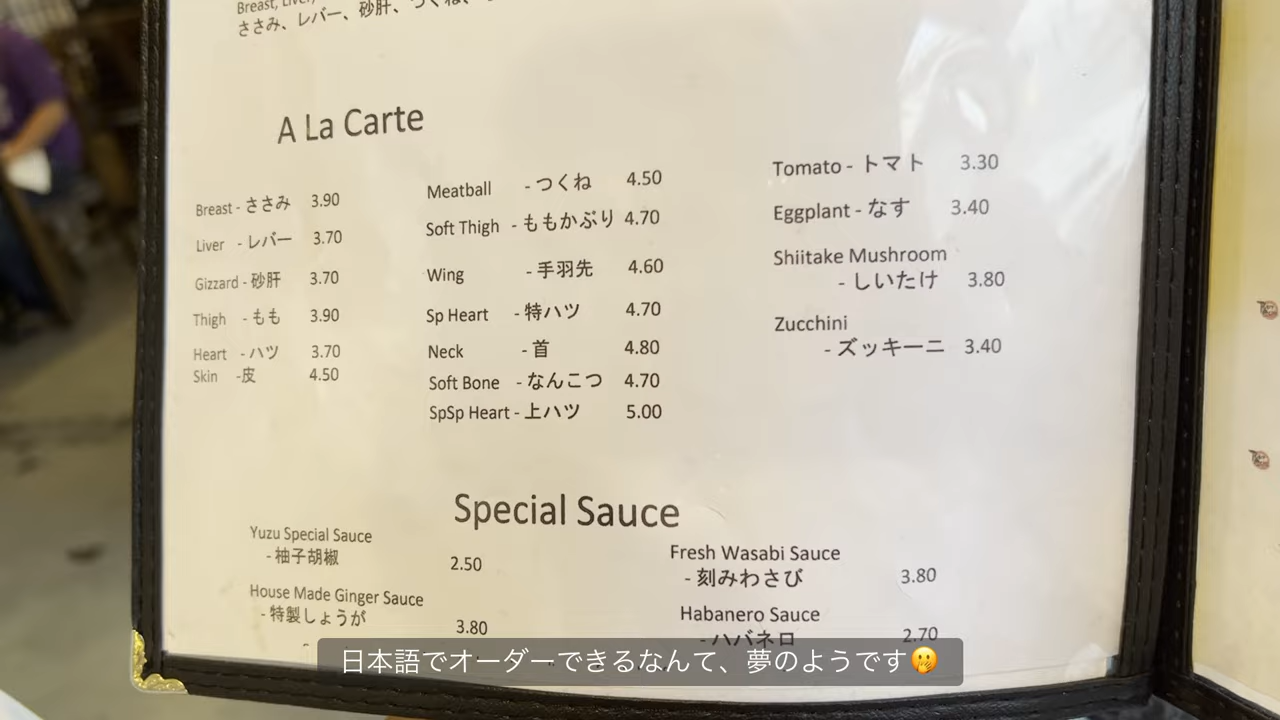 Breast, Liver,
ささみ、レバー、砂肝、つくね、
A La Carte
Breast - ささみ 3.90
Liver - レバー 3.70
Gizzard - 砂肝 3.70
Thigh - もも 3.90
Heart - ハツ 3.70
Skin -皮 4.50
Meatball - つくね 4.50
Soft Thigh - ももかぶり 4.70
Wing - 手羽先 4.60
Sp Heart - 特ハツ 4.70
Neck - 首 4.80
Soft Bone - なんこつ 4.70
SpSp Heart - 上ハツ 5.00
Tomato - トマト 3.30
Eggplant - なす 3.40
Shiitake Mushroom
- しいたけ 3.80
Zucchini
- ズッキーニ 3.40
Special Sauce
Yuzu Special Sauce
- 柚子胡椒 2.50
House Made Ginger Sauce
- 特製しょうが 3.80
Fresh Wasabi Sauce
- 刻みわさび 3.80
Habanero Sauce
- ハバネロ 2.70
日本語でオーダーできるなんて、夢のようです🤭